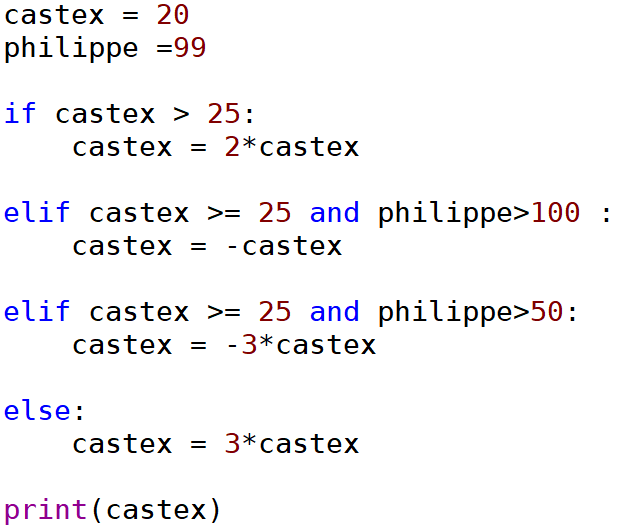 castex = 20
philippe =99
if castex > 25:
    castex = 2*castex
elif castex >= 25 and philippe>100 :
    castex = -castex
elif castex >= 25 and philippe>50:
    castex = -3*castex
else:
    castex = 3*castex
print(castex)